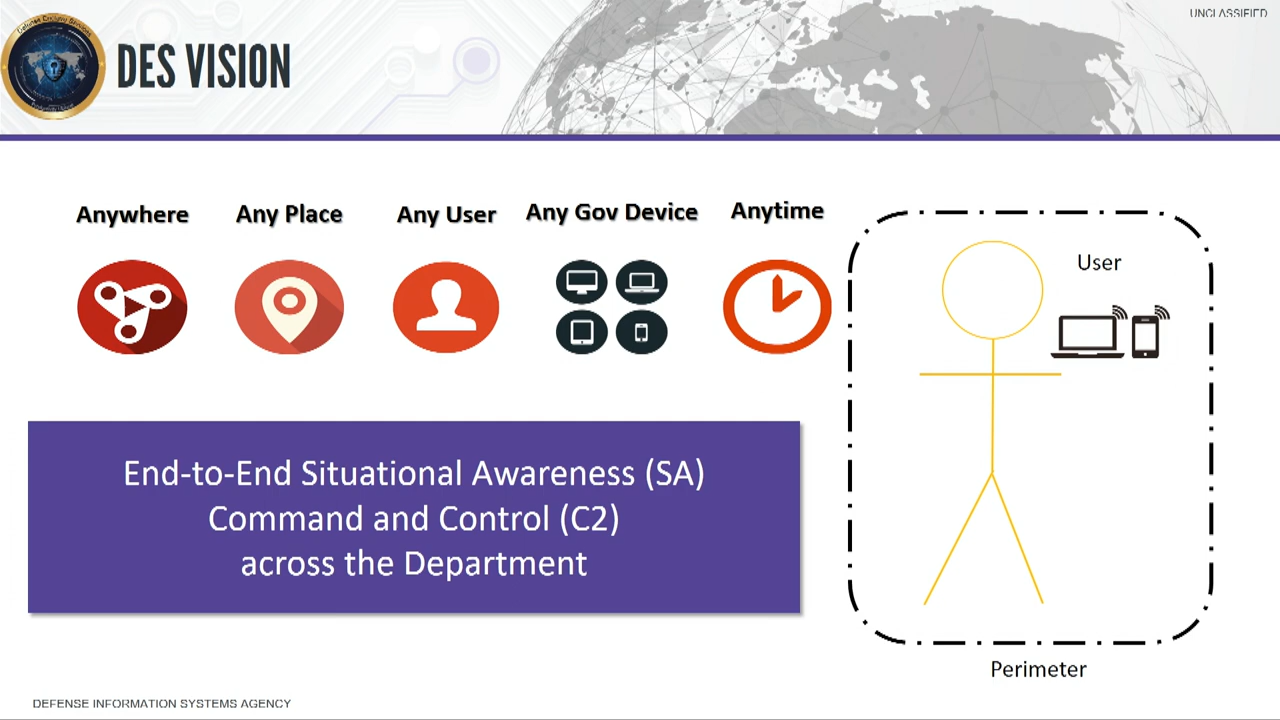 UNCLASSIFIED
DES VISION
Anywhere
Any Place
Any User
Any Gov Device
Anytime
User
End-to-End Situational Awareness (SA)
Command and Control (C2)
across the Department
Perimeter
DEFENSE INFORMATION SYSTEMS AGENCY